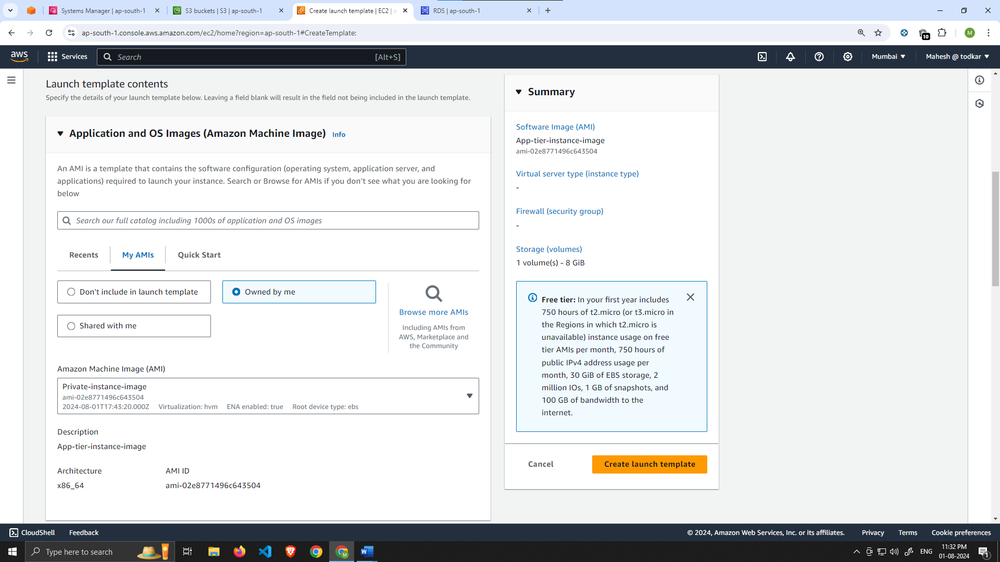 Systems Manager | ap-south-1
S3 buckets | S3 | ap-south-1
Create launch template | EC2 | a
RDS | ap-south-1
ap-south-1.console.aws.amazon.com/ec2/home?region=ap-south-1#CreateTemplate:
10
M
aws
Services
Search
[Alt+S]
Mumbai
Mahesh @ todkar
Launch template contents
Specify the details of your launch template below. Leaving a field blank will result in the field not being included in the launch template.
Application and OS Images (Amazon Machine Image) Info
An AMI is a template that contains the software configuration (operating system, application server, and
applications) required to launch your instance. Search or Browse for AMIs if you don’t see what you are looking for
below
Search our full catalog including 1000s of application and OS images
Recents
My AMIs
Quick Start
Don't include in launch template
Owned by me
Shared with me
Browse more AMIs
Including AMIs from
AWS, Marketplace and
the Community
Amazon Machine Image (AMI)
Private-instance-image
ami-02e8771496c643504
2024-08-01T17:43:20.000Z Virtualization: hvm ENA enabled: true Root device type: ebs
Description
App-tier-instance-image
Architecture
AMI ID
x86_64
ami-02e8771496c643504
Summary
Software Image (AMI)
App-tier-instance-image
ami-02e8771496c643504
Virtual server type (instance type)
-
Firewall (security group)
-
Storage (volumes)
1 volume(s) - 8 GiB
Free tier: In your first year includes
750 hours of t2.micro (or t3.micro in
the Regions in which t2.micro is
unavailable) instance usage on free
tier AMIs per month, 750 hours of
public IPv4 address usage per
month, 30 GiB of EBS storage, 2
million IOs, 1 GB of snapshots, and
100 GB of bandwidth to the
internet.
Cancel
Create launch template
CloudShell
Feedback
© 2024, Amazon Web Services, Inc. or its affiliates.
Privacy
Terms
Cookie preferences
Type here to search
M
W
ENG
11:32 PM
01-08-2024
1